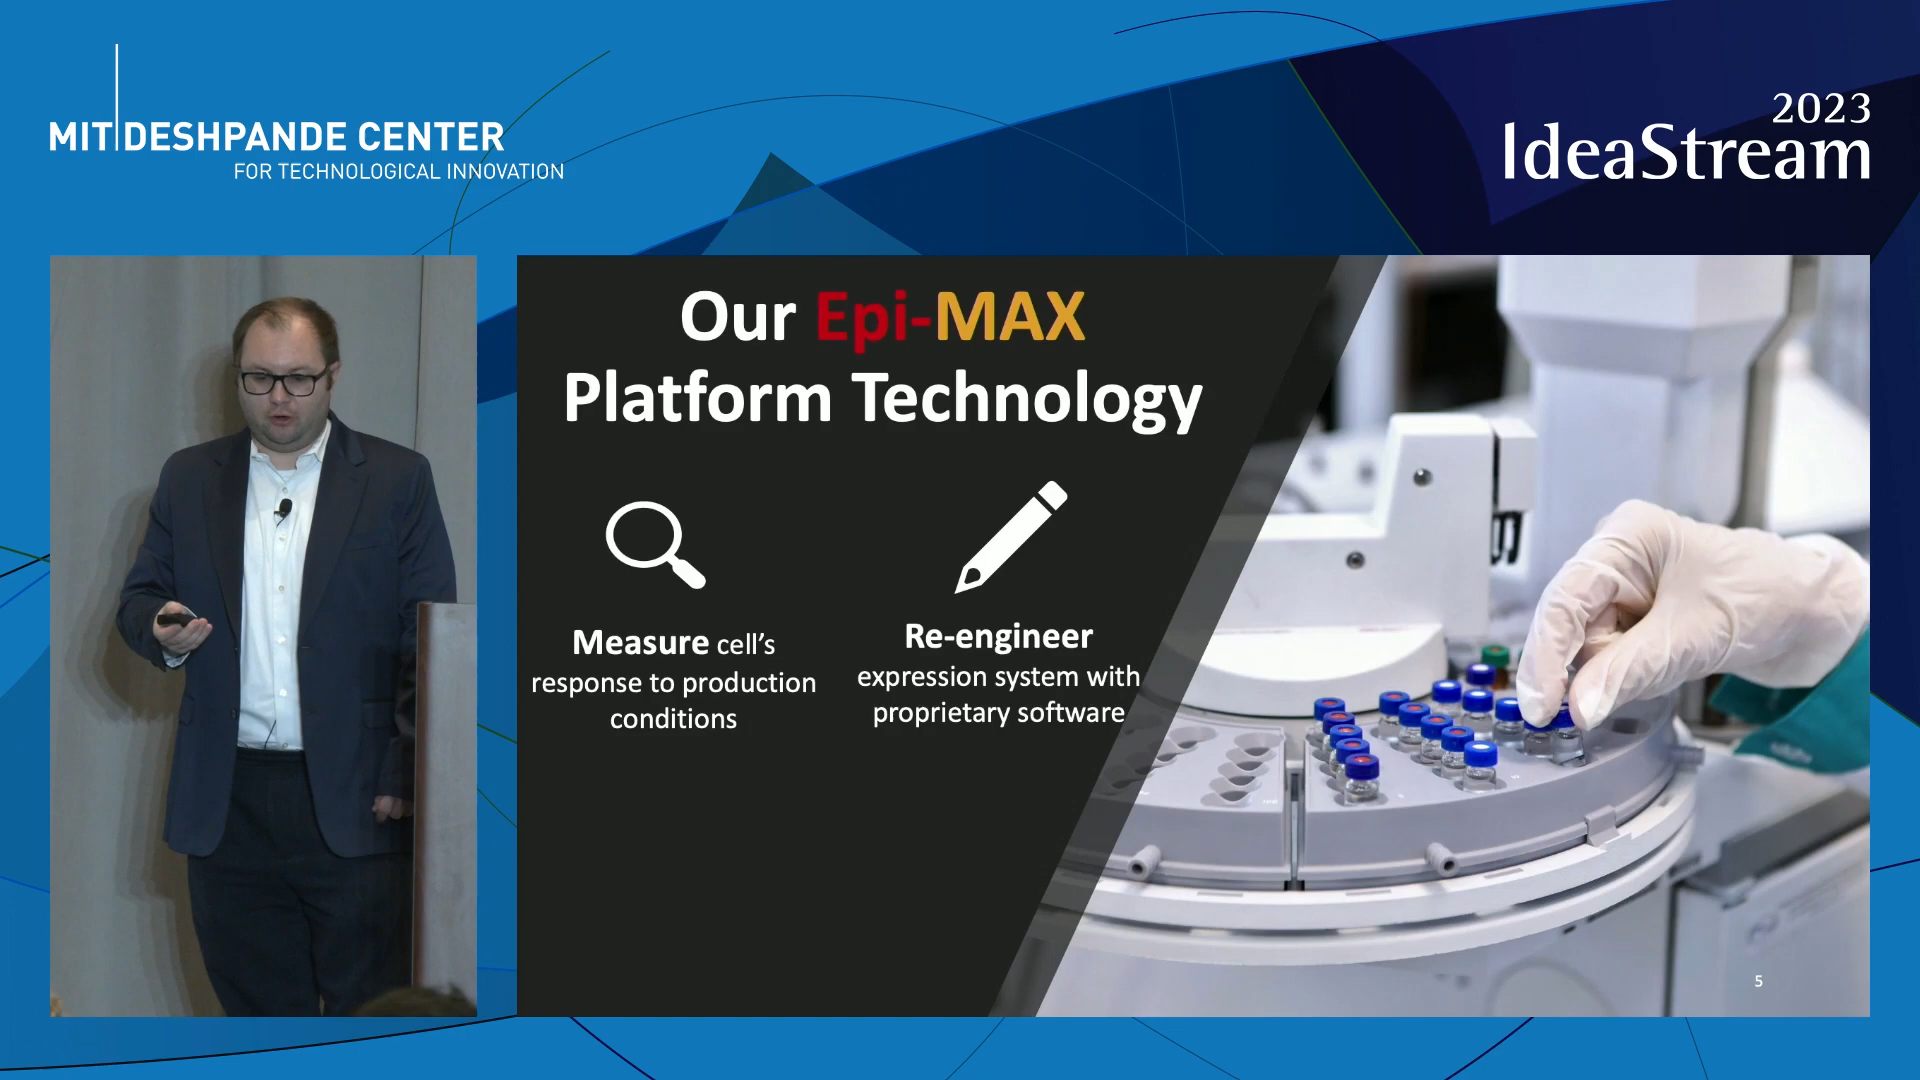 MIT DESHPANDE CENTER
FOR TECHNOLOGICAL INNOVATION
2023
IdeaStream
Our Epi-MAX
Platform Technology
Measure cell's
response to production
conditions
Re-engineer
expression system with
proprietary software
5